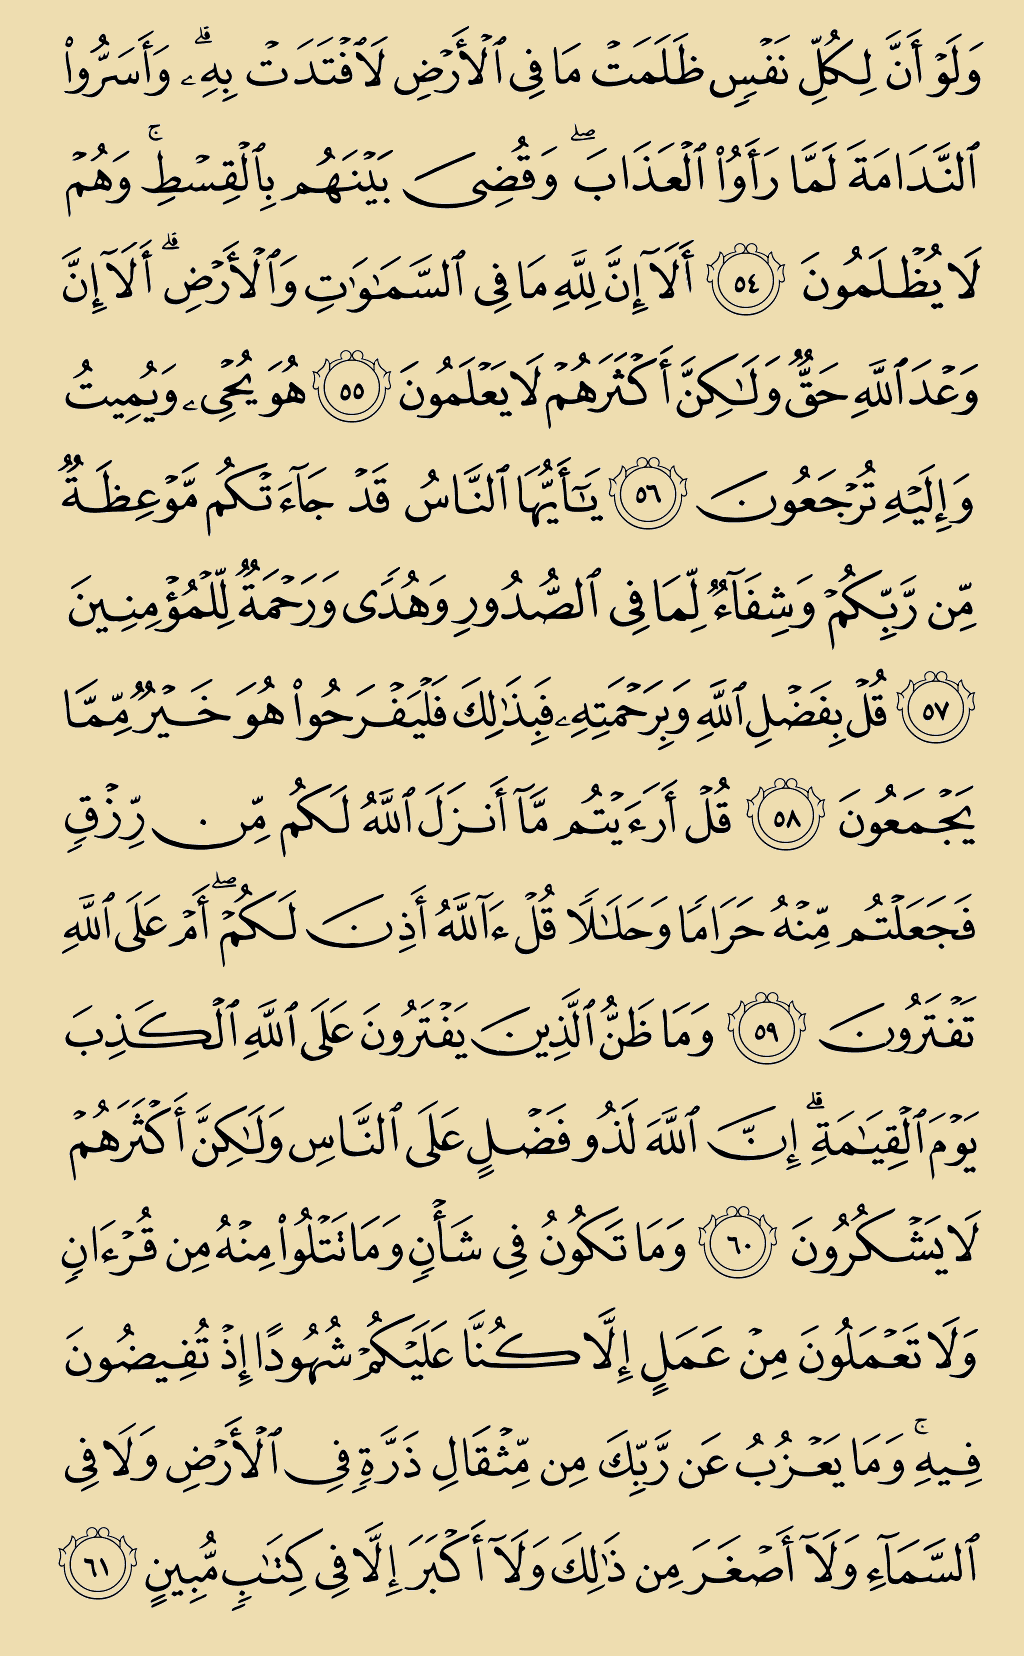 وَلَوۡ أَنَّ لِكُلِّ نَفۡسٖ ظَلَمَتۡ مَا فِي ٱلۡأَرۡضِ لَٱفۡتَدَتۡ بِهِۦۗ وَأَسَرُّواْ
ٱلنَّدَامَةَ لَمَّا رَأَوُاْ ٱلۡعَذَابَۖ وَقُضِيَ بَيۡنَهُم بِٱلۡقِسۡطِۚ وَهُمۡ
لَا يُظۡلَمُونَ ٥٤ أَلَآ إِنَّ لِلَّهِ مَا فِي ٱلسَّمَٰوَٰتِ وَٱلۡأَرۡضِۗ أَلَآ إِنَّ
وَعۡدَ ٱللَّهِ حَقّٞ وَلَٰكِنَّ أَكۡثَرَهُمۡ لَا يَعۡلَمُونَ ٥٥ هُوَ يُحۡيِۦ وَيُمِيتُ
وَإِلَيۡهِ تُرۡجَعُونَ ٥٦ يَٰٓأَيُّهَا ٱلنَّاسُ قَدۡ جَآءَتۡكُم مَّوۡعِظَةٞ
مِّن رَّبِّكُمۡ وَشِفَآءٞ لِّمَا فِي ٱلصُّدُورِ وَهُدٗى وَرَحۡمَةٞ لِّلۡمُؤۡمِنِينَ
٥٧ قُلۡ بِفَضۡلِ ٱللَّهِ وَبِرَحۡمَتِهِۦ فَبِذَٰلِكَ فَلۡيَفۡرَحُواْ هُوَ خَيۡرٞ مِّمَّا
يَجۡمَعُونَ ٥٨ قُلۡ أَرَءَيۡتُم مَّآ أَنزَلَ ٱللَّهُ لَكُم مِّن رِّزۡقٖ
فَجَعَلۡتُم مِّنۡهُ حَرَامٗا وَحَلَٰلٗا قُلۡ ءَآللَّهُ أَذِنَ لَكُمۡۖ أَمۡ عَلَى ٱللَّهِ
تَفۡتَرُونَ ٥٩ وَمَا ظَنُّ ٱلَّذِينَ يَفۡتَرُونَ عَلَى ٱللَّهِ ٱلۡكَذِبَ
يَوۡمَ ٱلۡقِيَٰمَةِۗ إِنَّ ٱللَّهَ لَذُو فَضۡلٍ عَلَى ٱلنَّاسِ وَلَٰكِنَّ أَكۡثَرَهُمۡ
لَا يَشۡكُرُونَ ٦٠ وَمَا تَكُونُ فِي شَأۡنٖ وَمَا تَتۡلُواْ مِنۡهُ مِن قُرۡءَانٖ
وَلَا تَعۡمَلُونَ مِنۡ عَمَلٍ إِلَّا كُنَّا عَلَيۡكُمۡ شُهُودًا إِذۡ تُفِيضُونَ
فِيهِۚ وَمَا يَعۡزُبُ عَن رَّبِّكَ مِن مِّثۡقَالِ ذَرَّةٖ فِي ٱلۡأَرۡضِ وَلَا فِي
ٱلسَّمَآءِ وَلَآ أَصۡغَرَ مِن ذَٰلِكَ وَلَآ أَكۡبَرَ إِلَّا فِي كِتَٰبٖ مُّبِينٍ ٦١